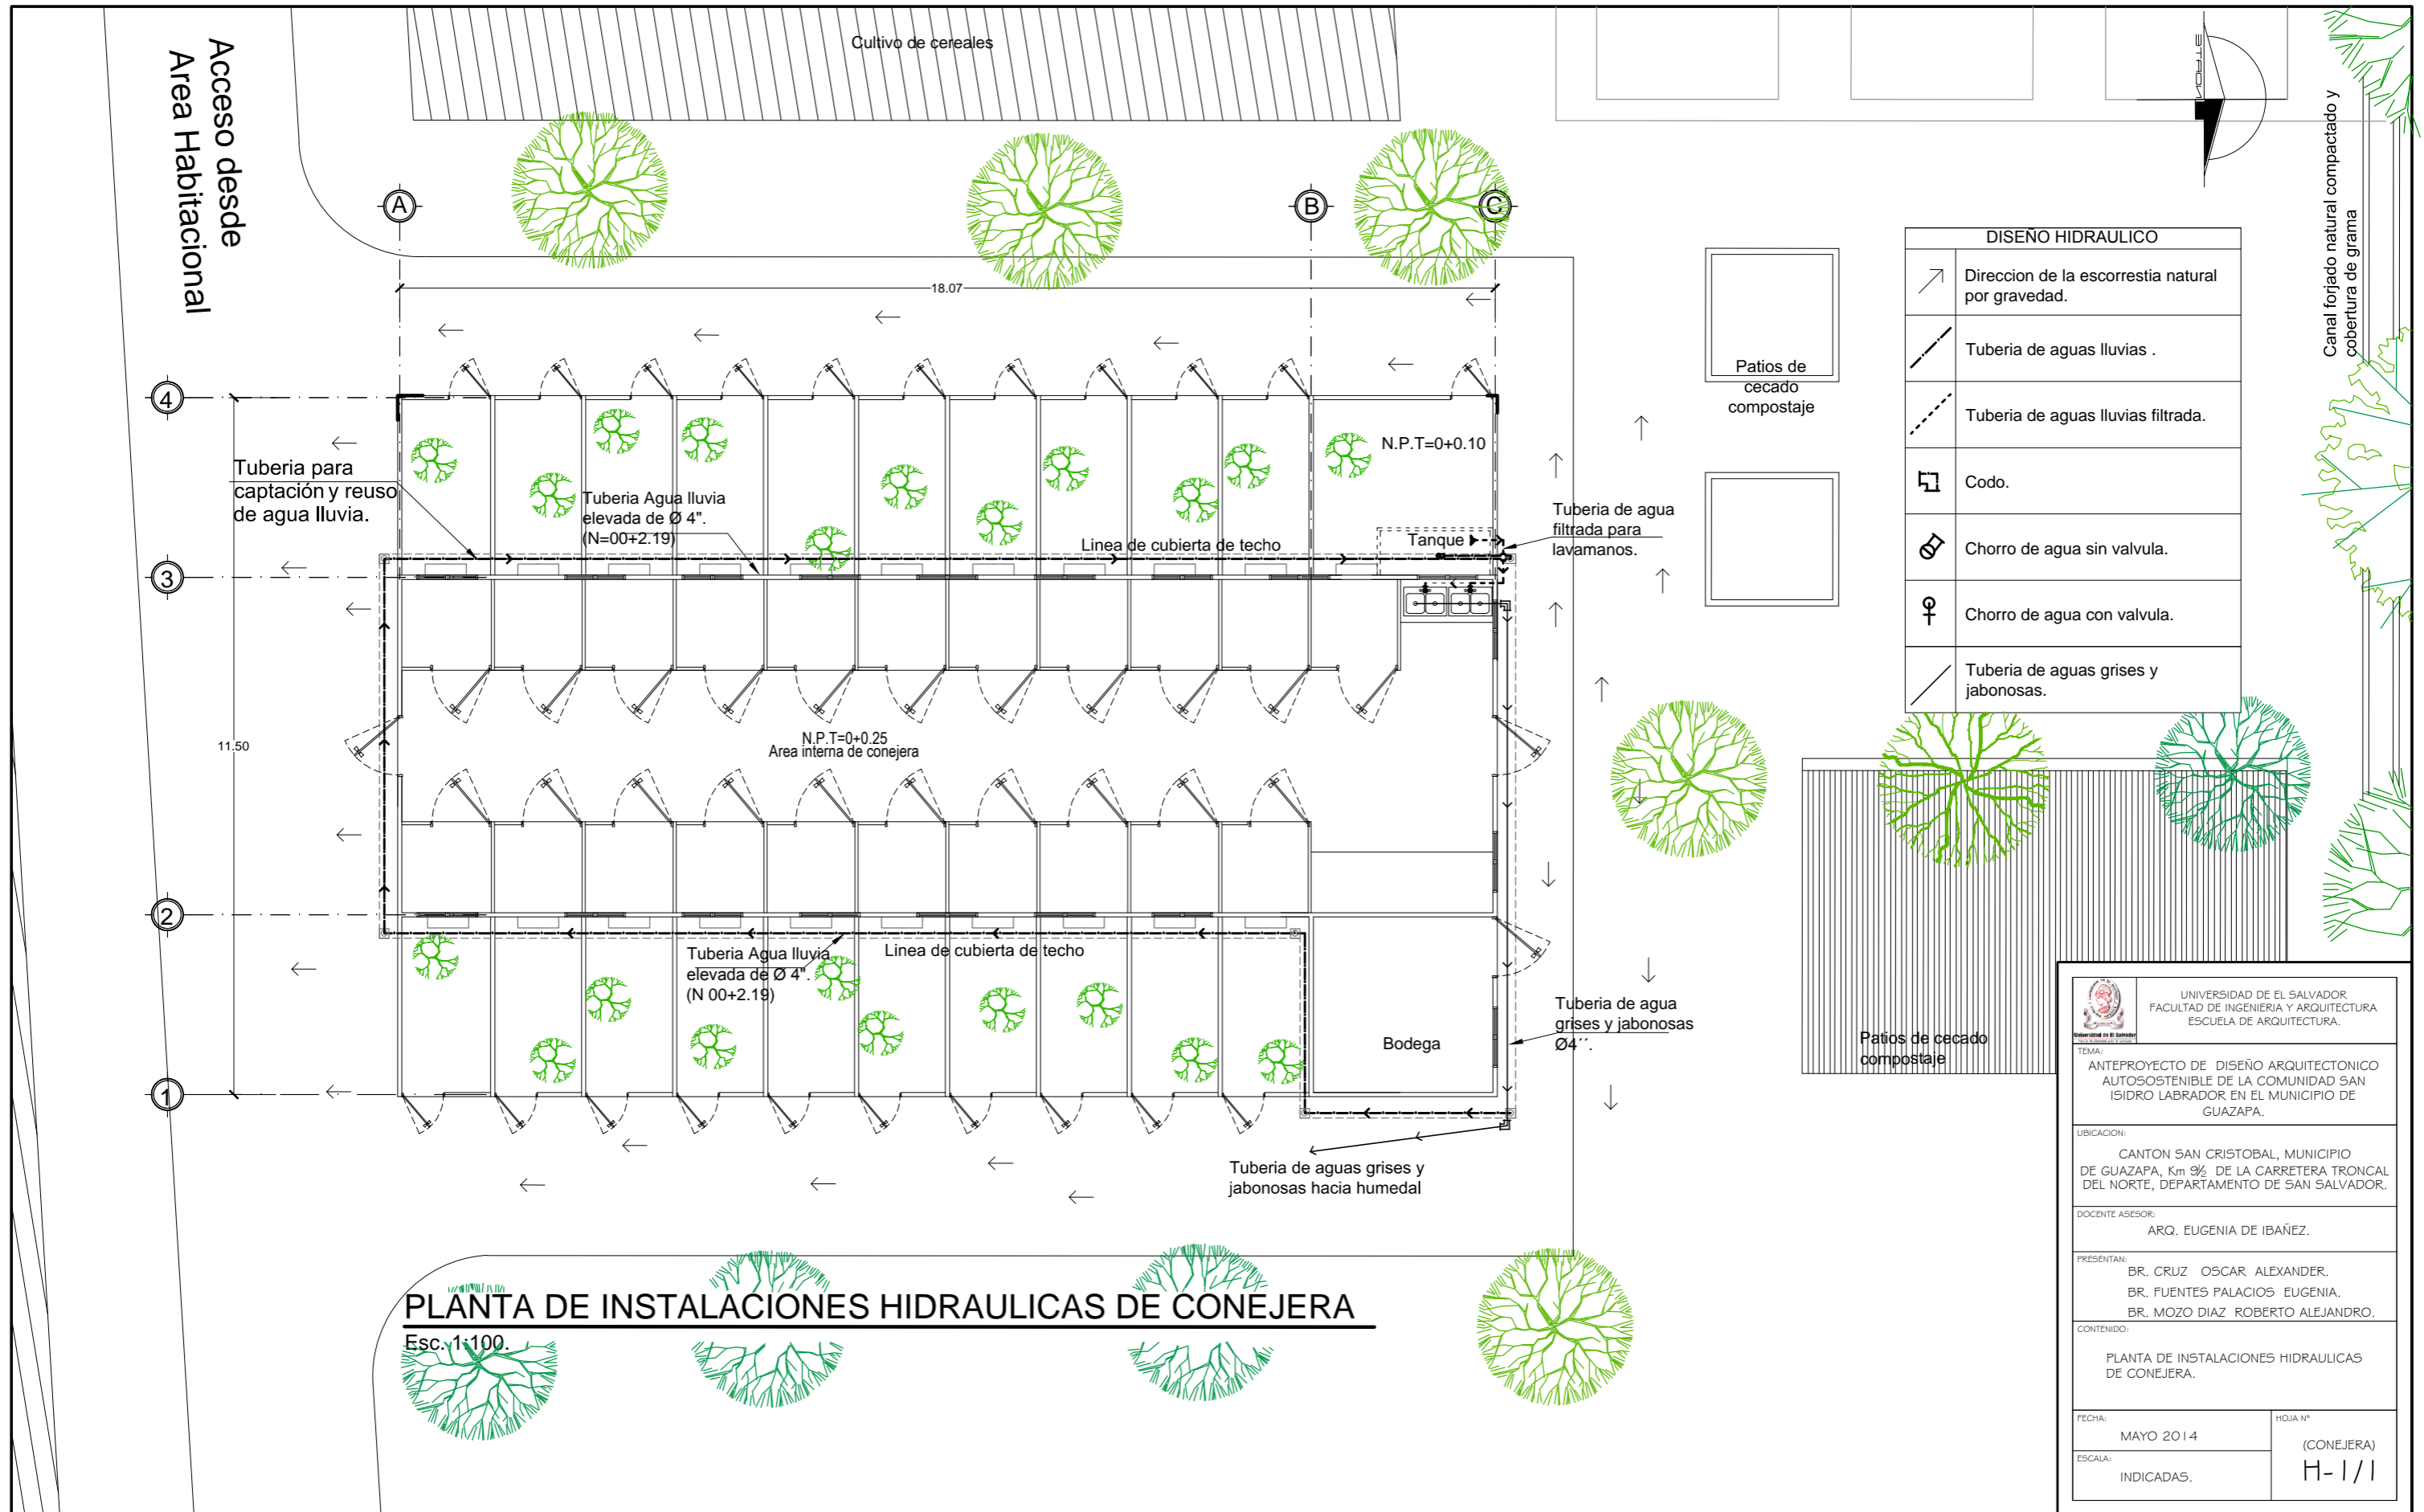 Acceso desde
Area Habitacional
Cultivo de cereales
NORTE
Canal forjado natural compactado y
cobertura de grama
A
B
C
18.07
4
3
2
1
11.50
DISEÑO HIDRAULICO
Direccion de la escorrestia natural
por gravedad.
Tuberia de aguas lluvias .
Tuberia de aguas lluvias filtrada.
Codo.
Chorro de agua sin valvula.
Chorro de agua con valvula.
Tuberia de aguas grises y
jabonosas.
Patios de
cecado
compostaje
N.P.T=0+0.10
Tuberia para
captación y reuso
de agua lluvia.
Tuberia Agua lluvia
elevada de Ø 4".
(N=00+2.19)
Linea de cubierta de techo
Tanque
Tuberia de agua
filtrada para
lavamanos.
N.P.T=0+0.25
Area interna de conejera
Tuberia Agua lluvia
elevada de Ø 4".
(N 00+2.19)
Linea de cubierta de techo
Bodega
Tuberia de agua
grises y jabonosas
Ø4´´.
Patios de cecado
compostaje
Tuberia de aguas grises y
jabonosas hacia humedal
PLANTA DE INSTALACIONES HIDRAULICAS DE CONEJERA
Esc. 1:100.
Universidad de El Salvador
UNIVERSIDAD DE EL SALVADOR
FACULTAD DE INGENIERIA Y ARQUITECTURA
ESCUELA DE ARQUITECTURA.
TEMA:
ANTEPROYECTO DE DISEÑO ARQUITECTONICO
AUTOSOSTENIBLE DE LA COMUNIDAD SAN
ISIDRO LABRADOR EN EL MUNICIPIO DE
GUAZAPA.
UBICACION:
CANTON SAN CRISTOBAL, MUNICIPIO
DE GUAZAPA, Km 9½ DE LA CARRETERA TRONCAL
DEL NORTE, DEPARTAMENTO DE SAN SALVADOR.
DOCENTE ASESOR:
ARQ. EUGENIA DE IBAÑEZ.
PRESENTAN:
BR. CRUZ OSCAR ALEXANDER.
BR. FUENTES PALACIOS EUGENIA.
BR. MOZO DIAZ ROBERTO ALEJANDRO.
CONTENIDO:
PLANTA DE INSTALACIONES HIDRAULICAS
DE CONEJERA.
FECHA:
MAYO 2014
ESCALA:
INDICADAS.
HOJA Nº
(CONEJERA)
H-1/1